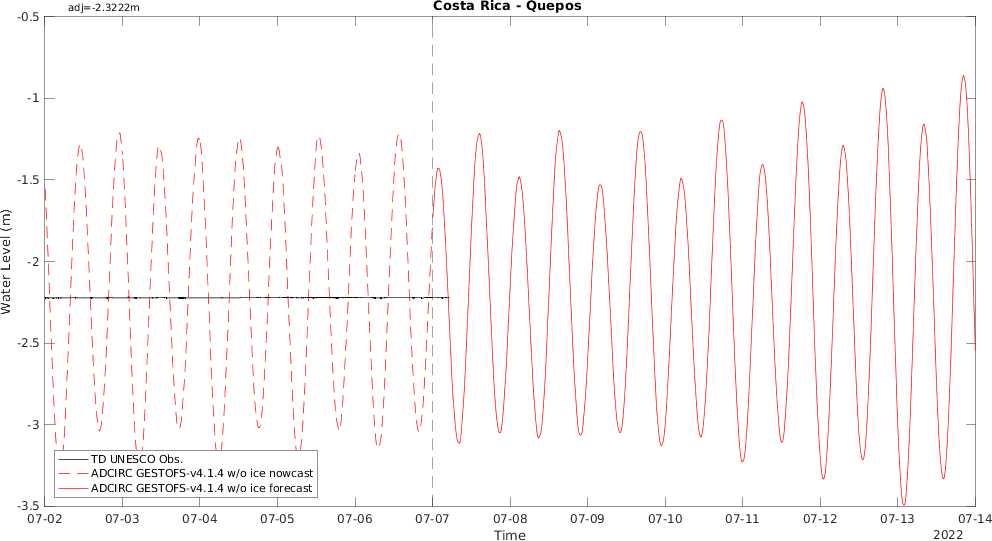 adj=-2.3222m
Costa Rica - Quepos
-0.5
-1
-1.5
-2
-2.5
-3
-3.5
Water Level (m)
TD UNESCO Obs.
ADCIRC GESTOFS-v4.1.4 w/o ice nowcast
ADCIRC GESTOFS-v4.1.4 w/o ice forecast
07-02 07-03 07-04 07-05 07-06 07-07 07-08 07-09 07-10 07-11 07-12 07-13 07-14
Time
2022